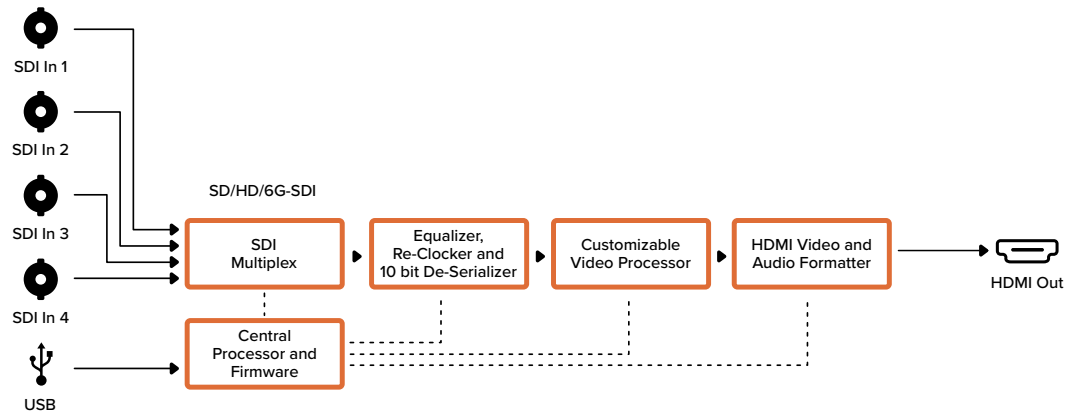 SDI In 1
SDI In 2
SDI In 3
SDI In 4
USB
SD/HD/6G-SDI
SDI
Multiplex
Equalizer,
Re-Clocker and
10 bit De-Serializer
Customizable
Video Processor
HDMI Video and
Audio Formatter
HDMI Out
Central
Processor and
Firmware